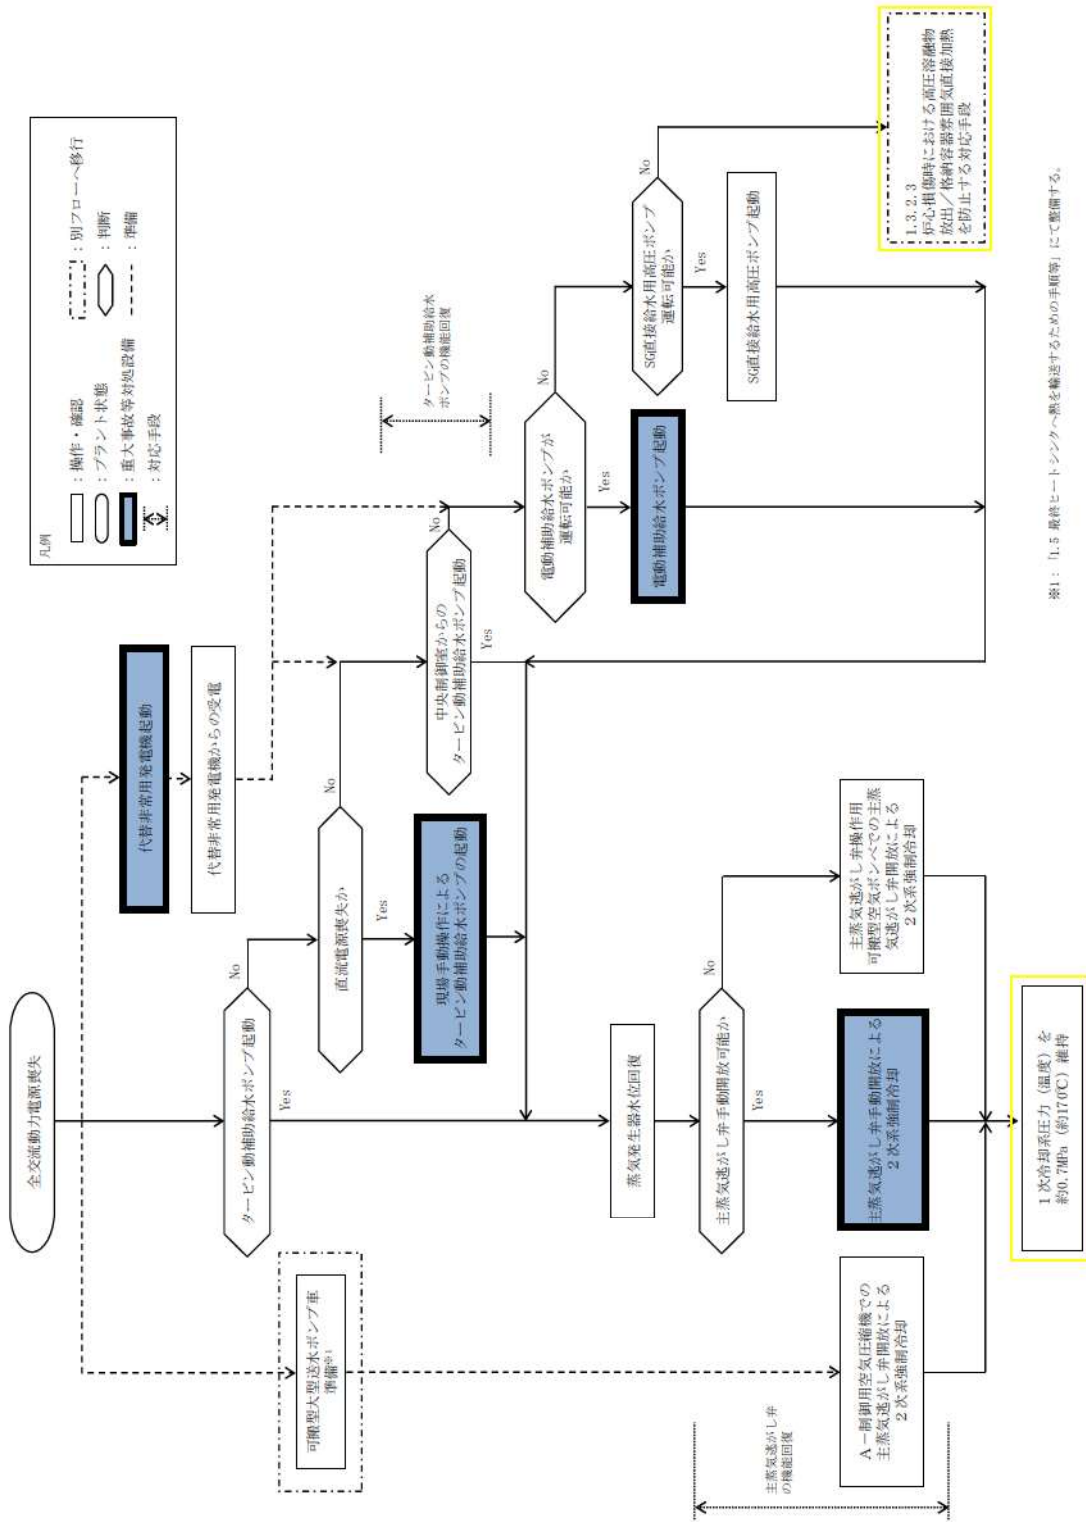 全交流動力電源喪失
代替非常用発電機起動
代替非常用発電機からの受電
凡例
：操作・確認
：プラント状態
：重大事故等対処設備
：対応手段
：別フローへ移行
：判断
：準備
タービン動補助給水ポンプ起動
Yes
No
可搬型大型送水ポンプ車
準備※1
直流電源喪失か
Yes
No
現場手動操作による
タービン動補助給水ポンプの起動
中央制御室からの
タービン動補助給水ポンプ起動
Yes
No
タービン動補助給水
ポンプの機能回復
電動補助給水ポンプが
運転可能か
Yes
No
電動補助給水ポンプ起動
SG直接給水用高圧ポンプ
運転可能か
Yes
No
SG直接給水用高圧ポンプ起動
1.3.2.3
炉心損傷時における高圧溶融物
放出／格納容器雰囲気直接加熱
を防止する対応手段
蒸気発生器水位回復
主蒸気逃がし弁手動開放可能か
Yes
No
主蒸気逃がし弁
の機能回復
A－制御用空気圧縮機での
主蒸気逃がし弁開放による
2次系強制冷却
主蒸気逃がし弁手動開放による
2次系強制冷却
主蒸気逃がし弁操作用
可搬型空気ボンベでの主蒸
気逃がし弁開放による
2次系強制冷却
1次冷却系圧力（温度）を
約0.7MPa（約170℃）維持
※1：「1.5 最終ヒートシンクへ熱を輸送するための手順等」にて整備する。